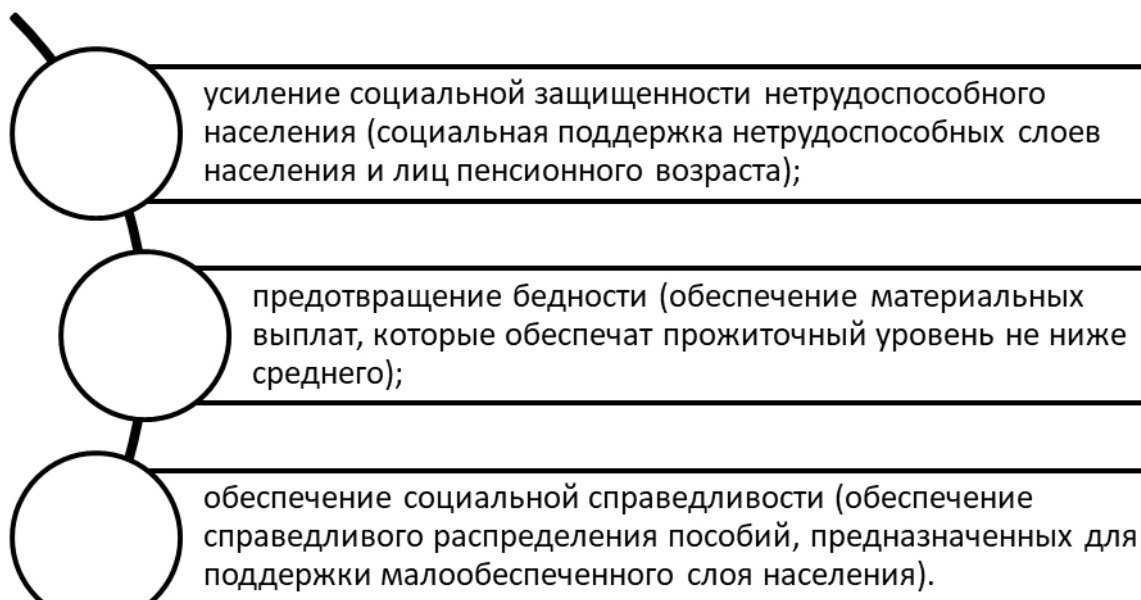 усиление социальной защищенности нетрудоспособного
населения (социальная поддержка нетрудоспособных слоев
населения и лиц пенсионного возраста);
предотвращение бедности (обеспечение материальных
выплат, которые обеспечат прожиточный уровень не ниже
среднего);
обеспечение социальной справедливости (обеспечение
справедливого распределения пособий, предназначенных для
поддержки малообеспеченного слоя населения).